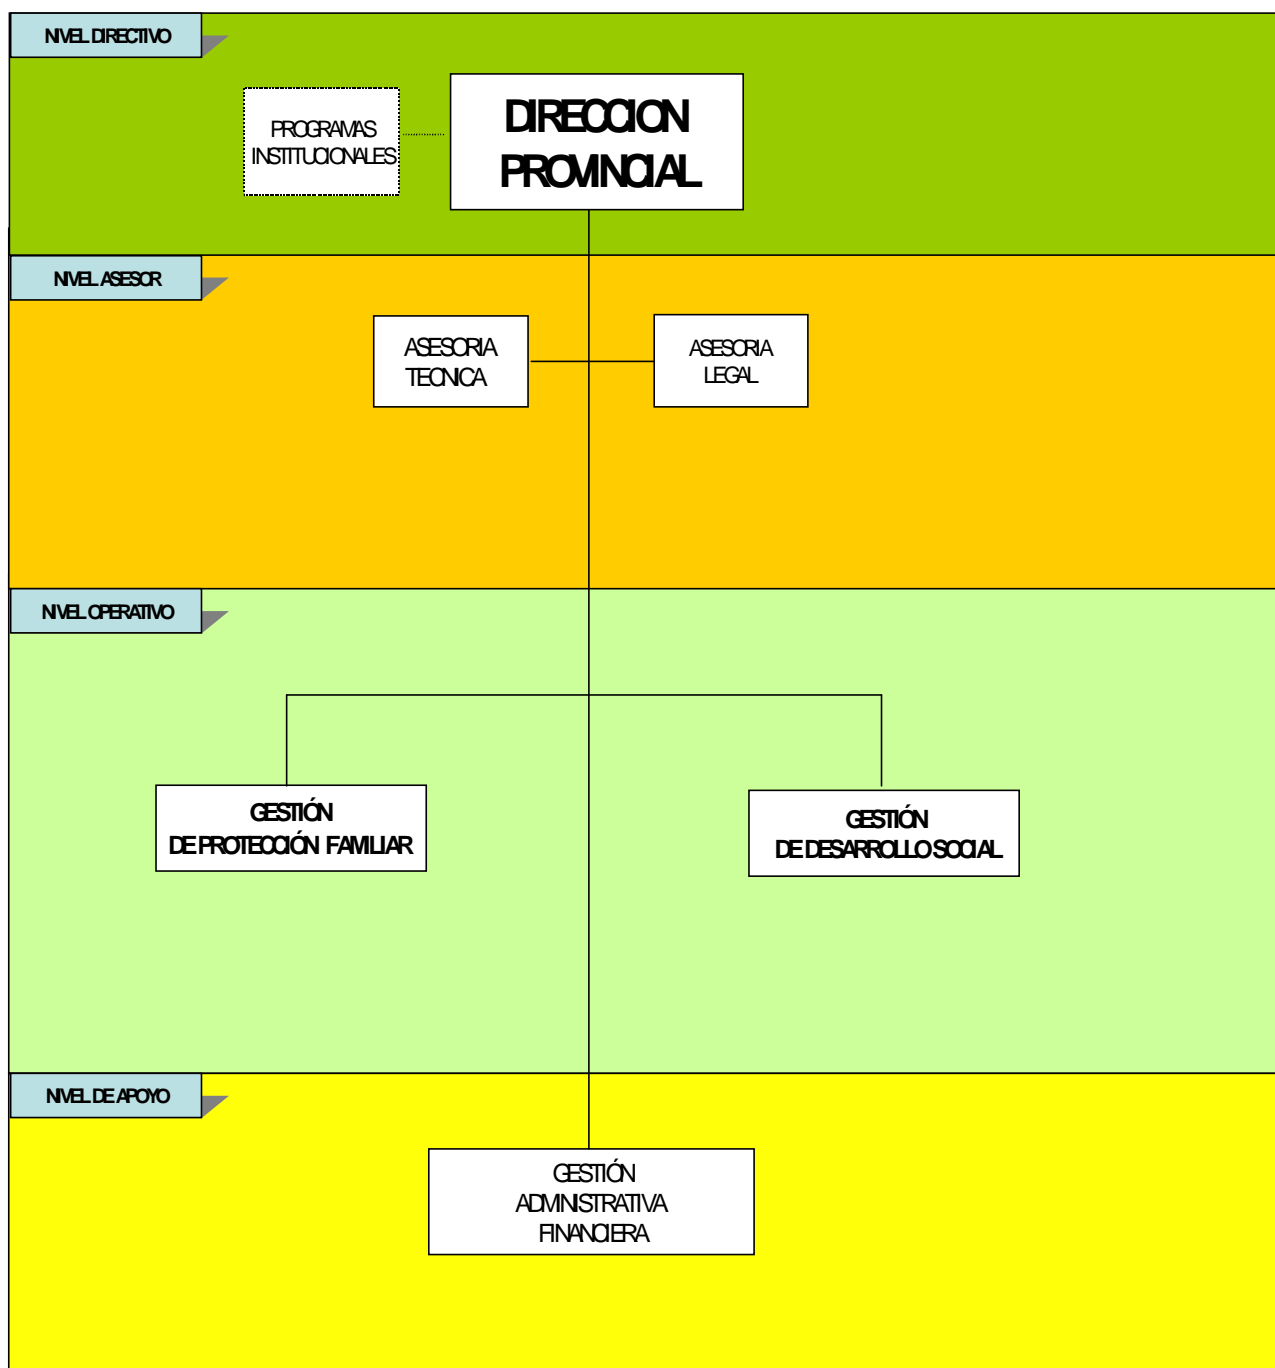 NIVEL DIRECTIVO
PROGRAMAS
INSTITUCIONALES
DIRECCION
PROVINCIAL
NIVEL ASESOR
ASESORIA
TECNICA
ASESORIA
LEGAL
NIVEL OPERATIVO
GESTIÓN
DE PROTECCIÓN FAMILIAR
GESTIÓN
DE DESARROLLO SOCIAL
NIVEL DE APOYO
GESTIÓN
ADMINISTRATIVA
FINANCIERA